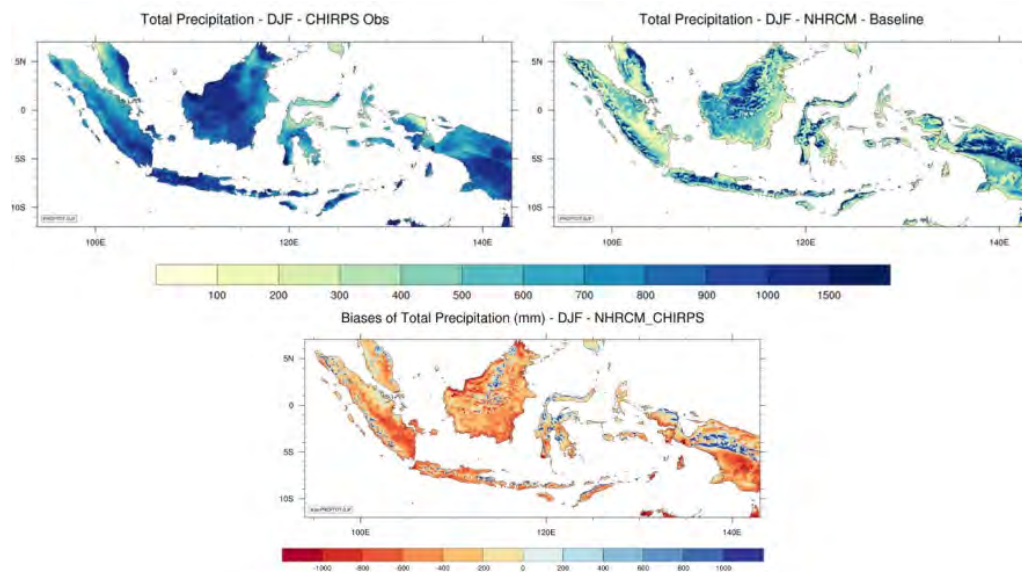 Total Precipitation - DJF - CHIRPS Obs
Total Precipitation - DJF - NHRCM - Baseline
5N
0
5S
10S
100E 120E 140E
5N
0
5S
10S
100E 120E 140E
100 200 300 400 500 600 700 800 900 1000 1500
Biases of Total Precipitation (mm) - DJF - NHRCM_CHIRPS
5N
0
5S
10S
100E 120E 140E
-1000 -800 -600 -400 -200 0 200 400 600 800 1000